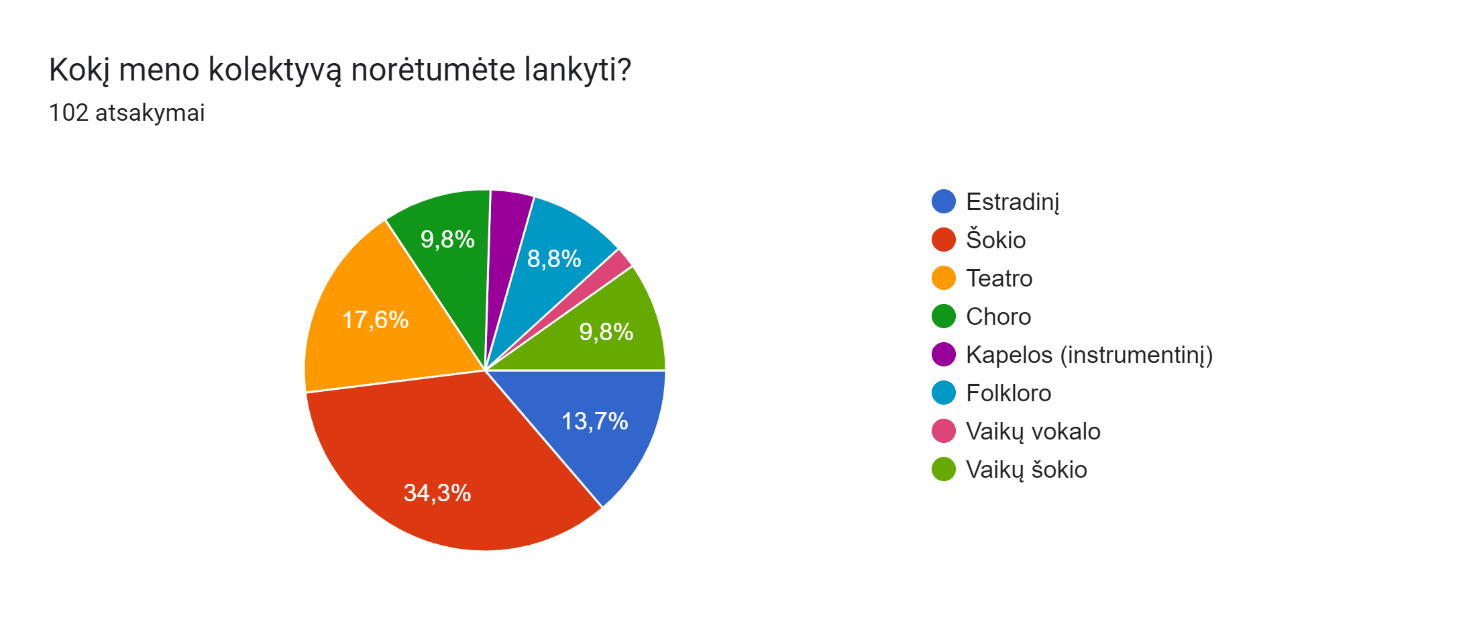 Kokį meno kolektyvą norėtumėte lankyti?
102 atsakymai
9,8%
8,8%
17,6%
9,8%
13,7%
34,3%
Estradinį
Šokio
Teatro
Choro
Kapelos (instrumentinį)
Folkloro
Vaikų vokalo
Vaikų šokio